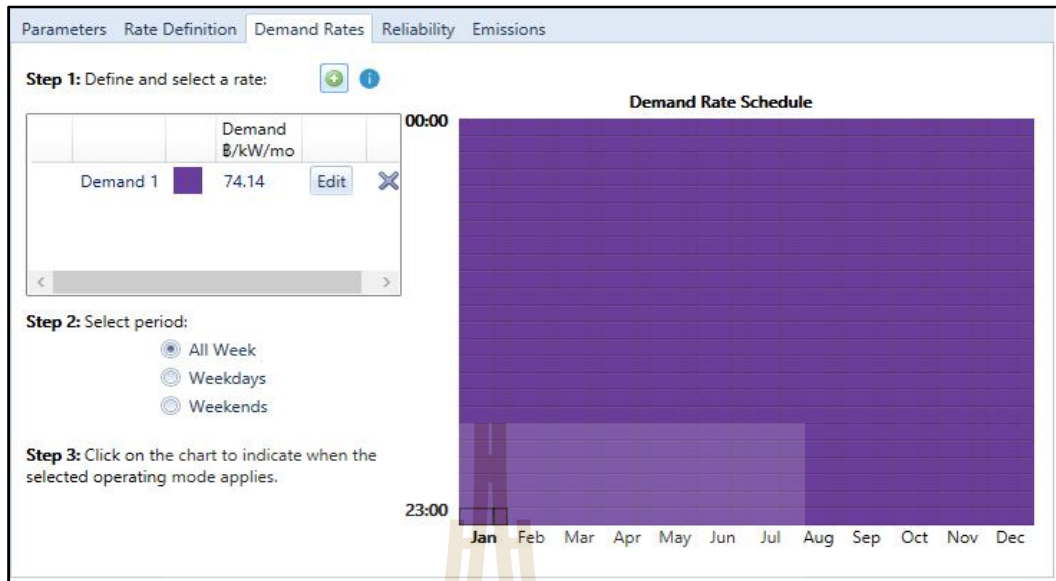 Parameters Rate Definition Demand Rates Reliability Emissions
Step 1: Define and select a rate:
Demand Rate Schedule
00:00
Demand
฿/kW/mo
Demand 1 74.14 Edit
Step 2: Select period:
All Week
Weekdays
Weekends
Step 3: Click on the chart to indicate when the
selected operating mode applies.
23:00
Jan Feb Mar Apr May Jun Jul Aug Sep Oct Nov Dec